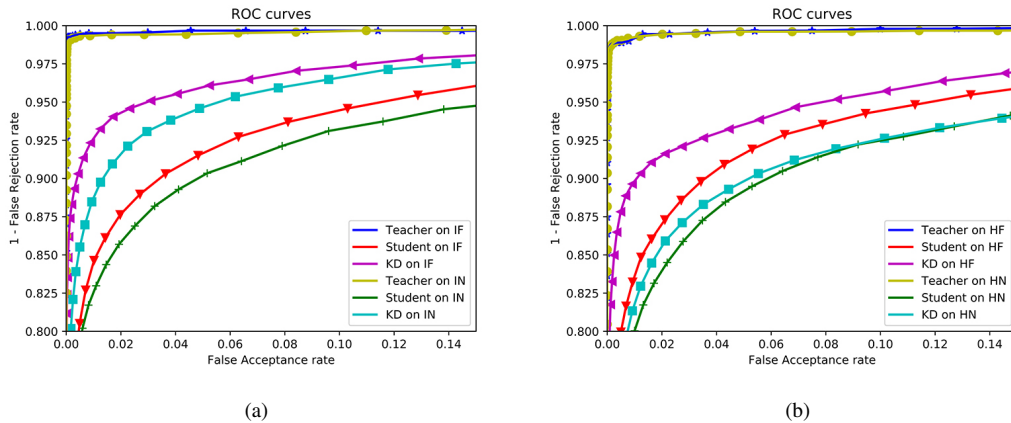 ROC curves
1 - False Rejection rate
1.000
0.975
0.950
0.925
0.900
0.875
0.850
0.825
0.800
Teacher on IF
Student on IF
KD on IF
Teacher on IN
Student on IN
KD on IN
0.00 0.02 0.04 0.06 0.08 0.10 0.12 0.14
False Acceptance rate
(a)
ROC curves
1 - False Rejection rate
1.000
0.975
0.950
0.925
0.900
0.875
0.850
0.825
0.800
Teacher on HF
Student on HF
KD on HF
Teacher on HN
Student on HN
KD on HN
0.00 0.02 0.04 0.06 0.08 0.10 0.12 0.14
False Acceptance rate
(b)